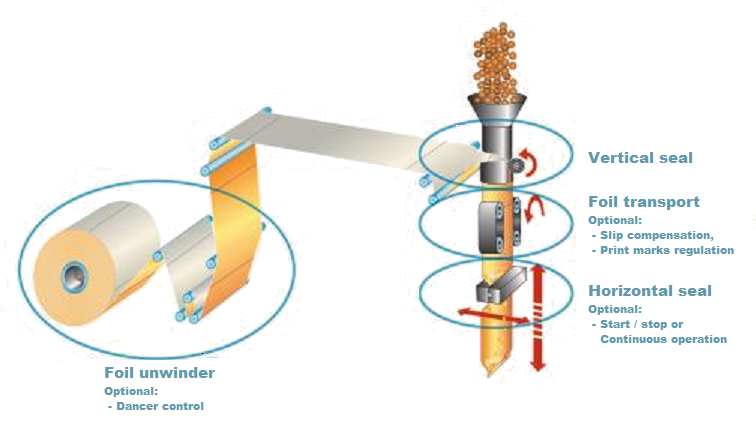 Vertical seal
Foil transport
Optional:
- Slip compensation,
- Print marks regulation
Horizontal seal
Optional:
- Start / stop or
Continuous operation
Foil unwinder
Optional:
- Dancer control